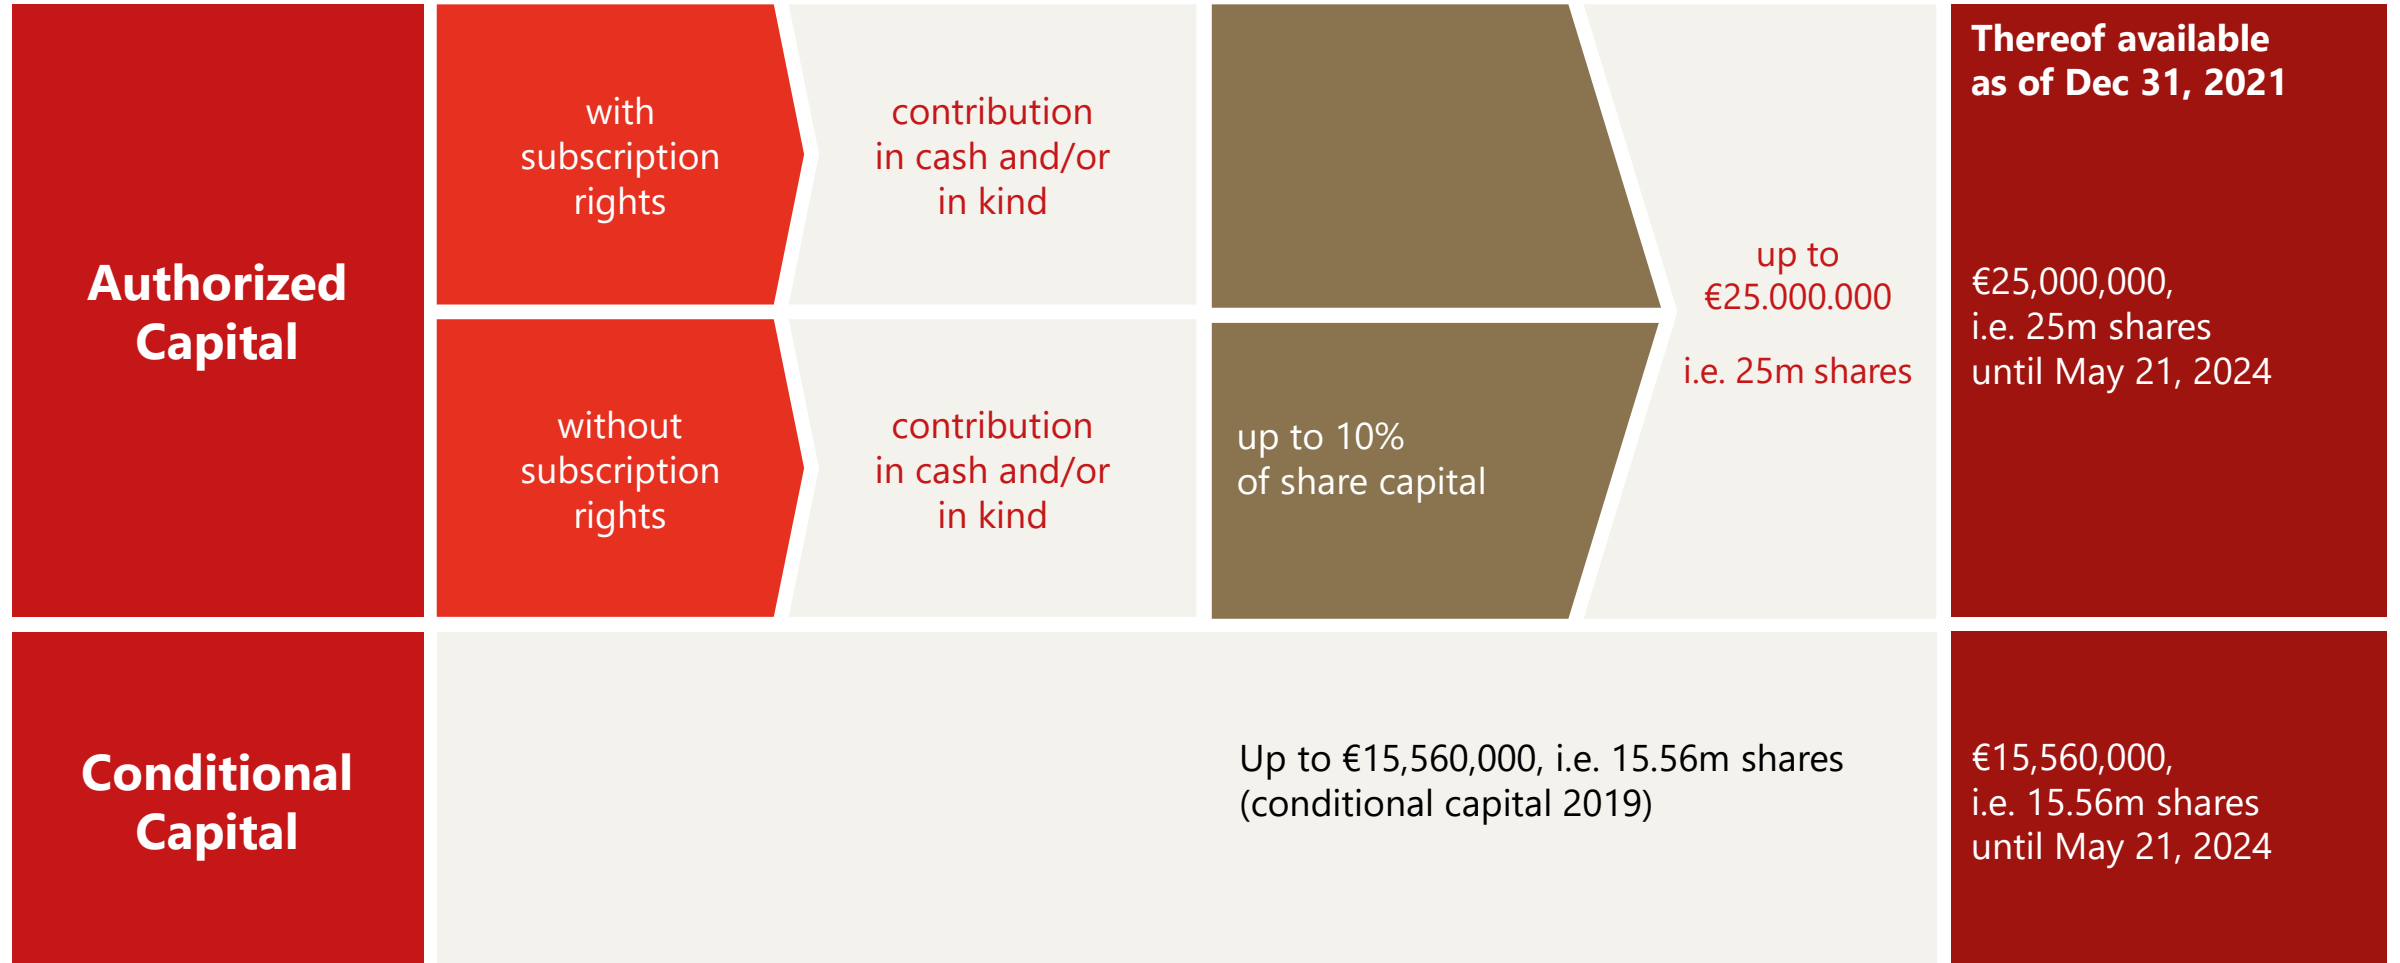 Authorized
Capital
with
subscription
rights
contribution
in cash and/or
in kind
without
subscription
rights
contribution
in cash and/or
in kind
up to 10%
of share capital
up to
€25.000.000
i.e. 25m shares
Thereof available
as of Dec 31, 2021
€25,000,000,
i.e. 25m shares
until May 21, 2024
Conditional
Capital
Up to €15,560,000, i.e. 15.56m shares
(conditional capital 2019)
€15,560,000,
i.e. 15.56m shares
until May 21, 2024